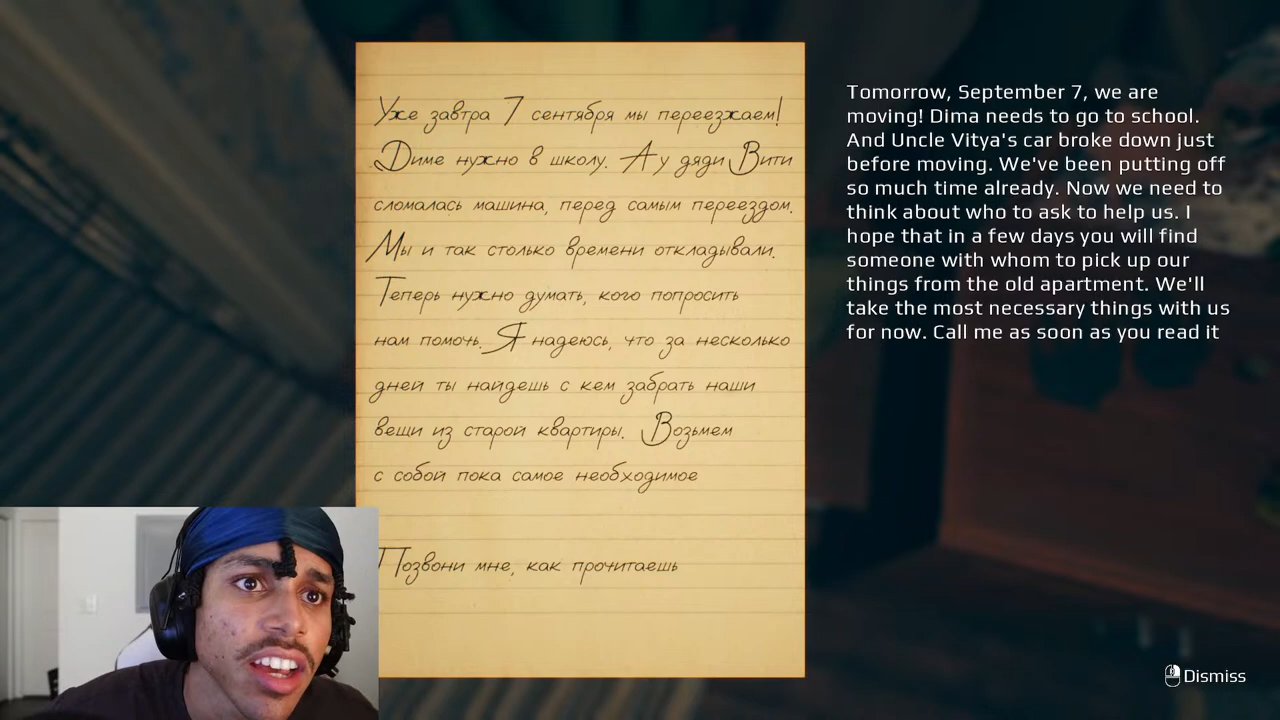 Уже завтра 7 сентября мы переезжаем!
Диме нужно в школу. А у дяди Вити
сломалась машина, перед самым переездом.
Мы и так столько времени откладывали.
Теперь нужно думать, кого попросить
нам помочь. Я надеюсь, что за несколько
дней ты найдешь с кем забрать наши
вещи из старой квартиры. Возьмем
с собой пока самое необходимое
Позвони мне, как прочитаешь
Tomorrow, September 7, we are
moving! Dima needs to go to school.
And Uncle Vitya's car broke down just
before moving. We've been putting off
so much time already. Now we need to
think about who to ask to help us. I
hope that in a few days you will find
someone with whom to pick up our
things from the old apartment. We'll
take the most necessary things with us
for now. Call me as soon as you read it
Dismiss